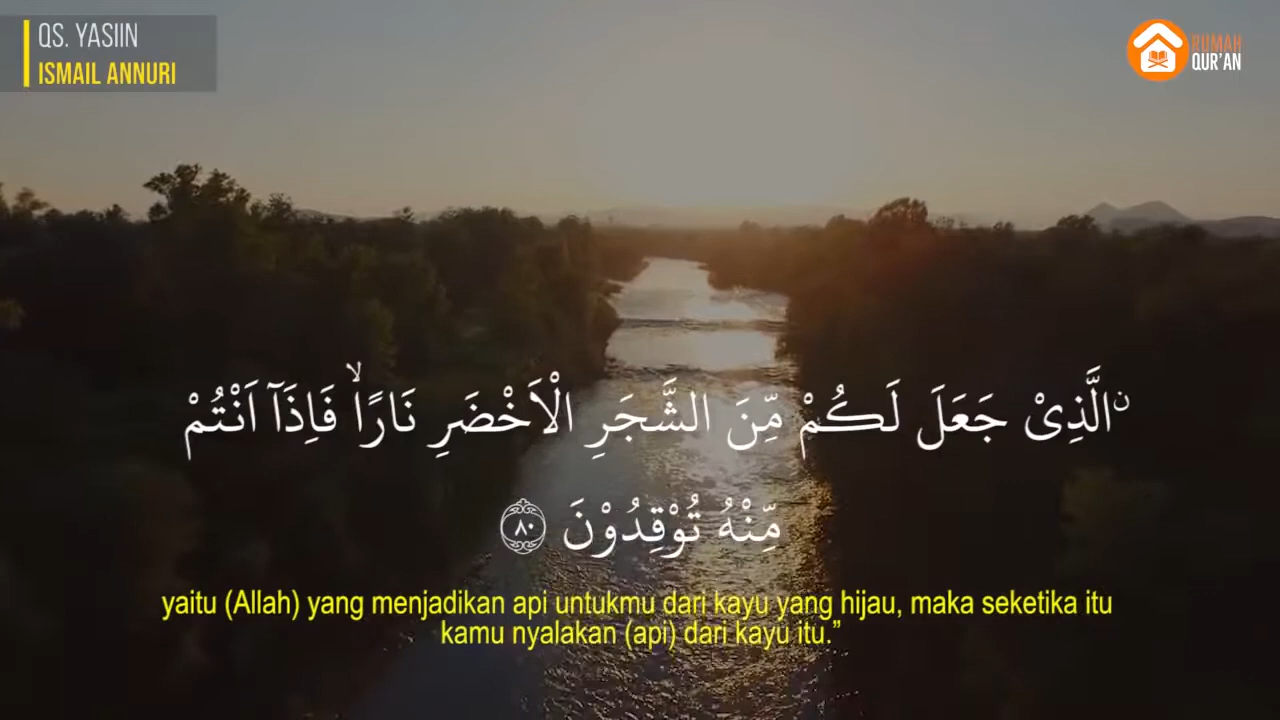 QS. YASIIN
ISMAIL ANNURI
RUMAH
QUR'AN
ۨالَّذِيْ جَعَلَ لَكُمْ مِّنَ الشَّجَرِ الْاَخْضَرِ نَارًاۙ فَاِذَآ اَنْتُمْ
مِّنْهُ تُوْقِدُوْنَ ٨٠
yaitu (Allah) yang menjadikan api untukmu dari kayu yang hijau, maka seketika itu
kamu nyalakan (api) dari kayu itu.”